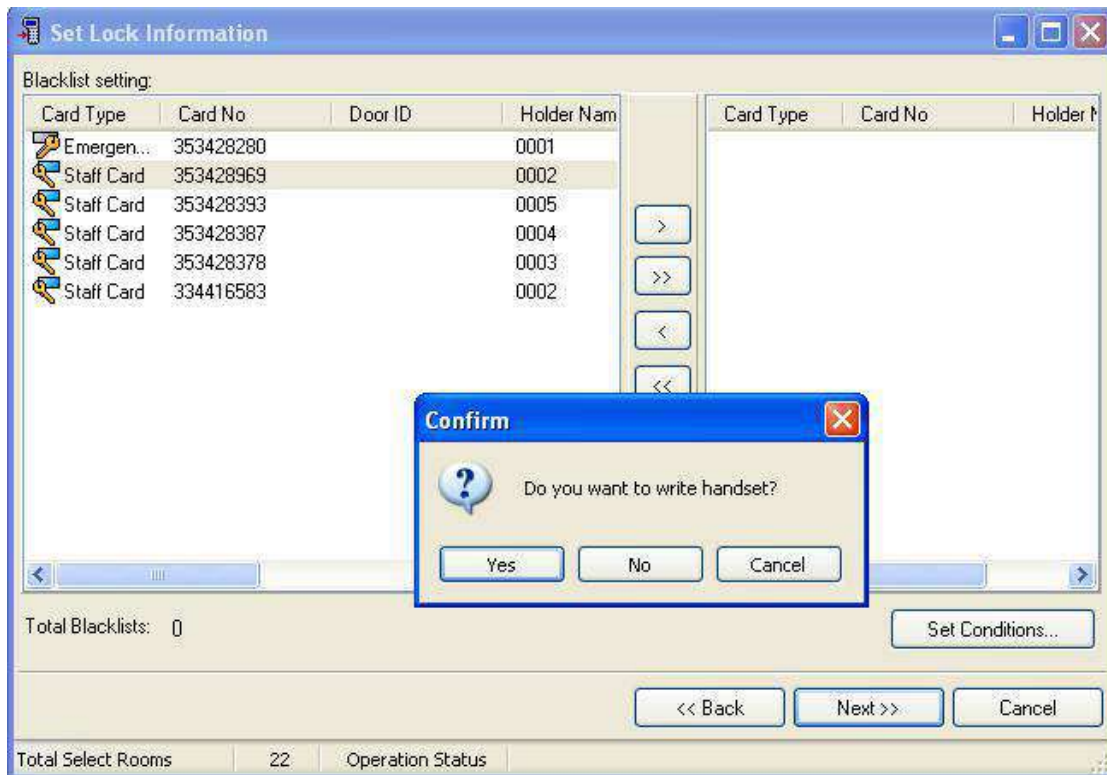 Set Lock Information
Blacklist setting:
Card Type Card No Door ID Holder Nam Card Type Card No Holder
Emergen... 353428280 0001
Staff Card 353428969 0002
Staff Card 353428393 0005
Staff Card 353428387 0004
Staff Card 353428378 0003
Staff Card 334416583 0002
>
>>
<
<<
Confirm
Do you want to write handset?
Yes No Cancel
Total Blacklists: 0 Set Conditions...
<< Back Next >> Cancel
Total Select Rooms 22 Operation Status